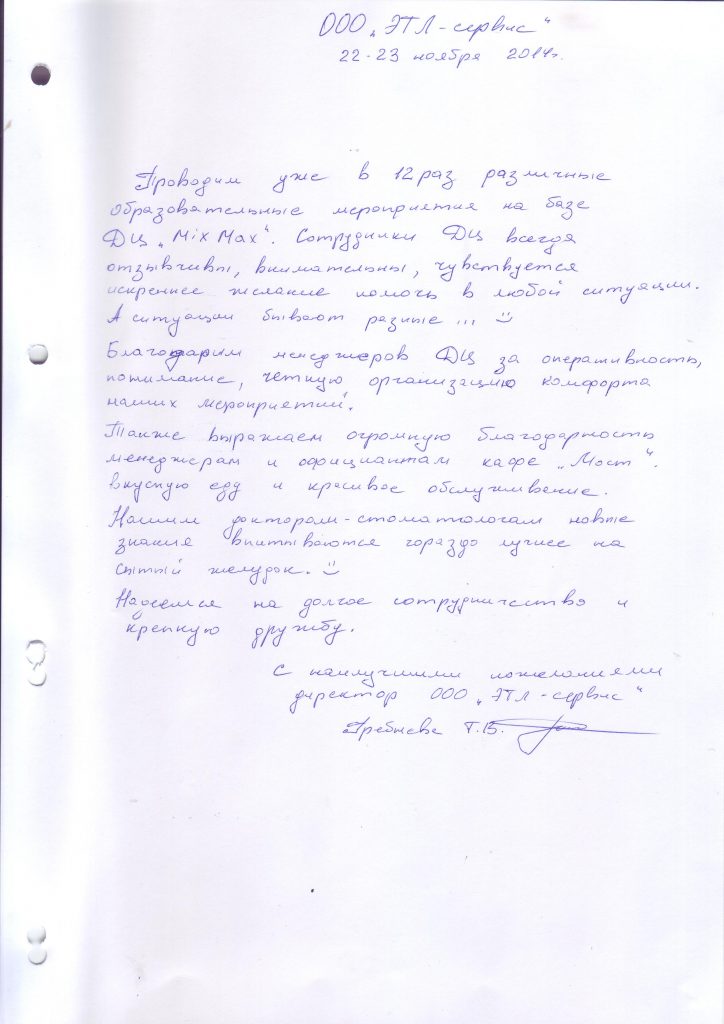 ООО „ЭТЛ-сервис“
22-23 ноября 2014г.
Проводим уже в 12 раз различные
образовательные мероприятия на базе
ДЦ „MixMax“. Сотрудники ДЦ всегда
отзывчивы, внимательны, чувствуется
искреннее желание помочь в любой ситуации.
А ситуации бывают разные ... :)
Благодарим менеджеров ДЦ за оперативность,
понимание, чёткую организацию комфорта
наших мероприятий.
Также выражаем огромную благодарность
менеджерам и официантам кафе „Мост“.
вкусную еду и красивое обслуживание.
Нашим докторам-стоматологам новые
знания впитываются гораздо лучше на
сытый желудок. :)
Надеемся на долгое сотрудничество и
крепкую дружбу.
С наилучшими пожеланиями
директор ООО „ЭТЛ-сервис“
Гребнева Т.В.